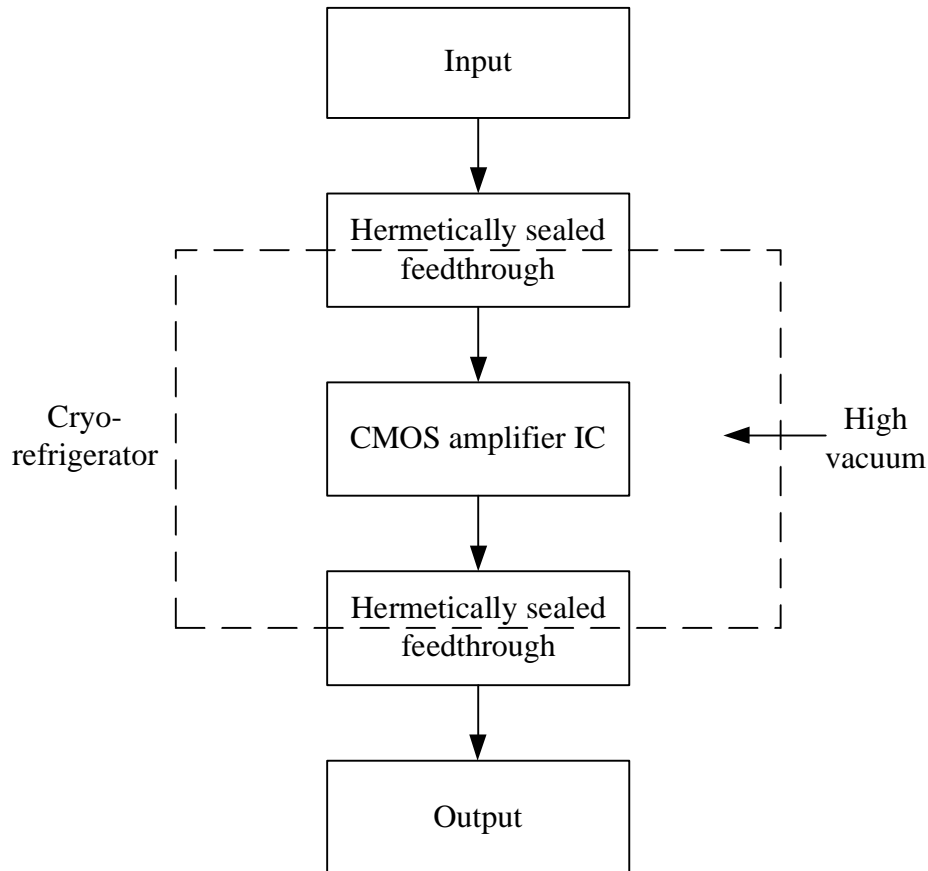 Input
Hermetically sealed
feedthrough
Cryo-
refrigerator
CMOS amplifier IC
High
vacuum
Hermetically sealed
feedthrough
Output